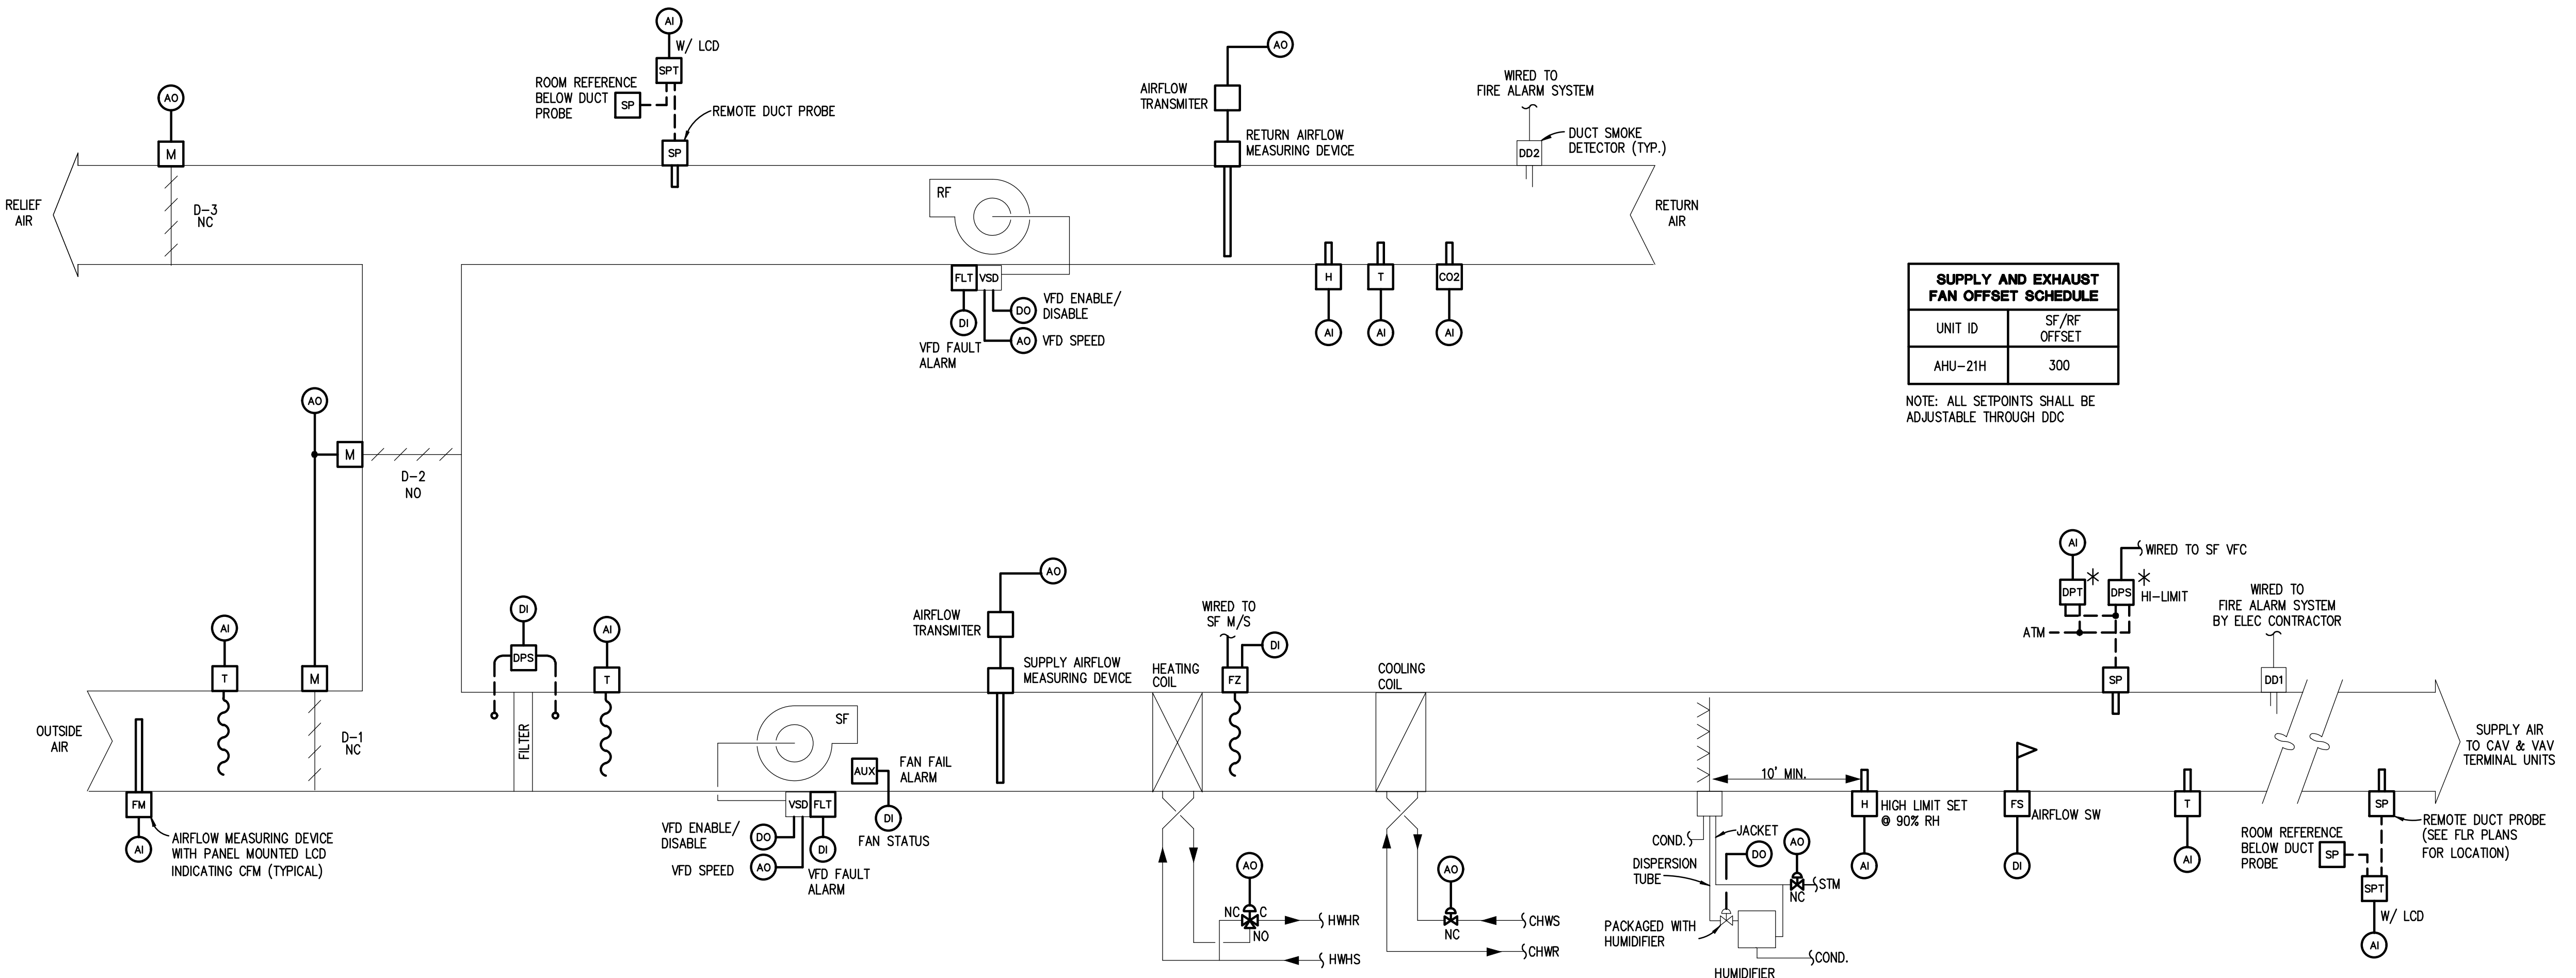 AI
W/ LCD
SPT
ROOM REFERENCE
BELOW DUCT
PROBE
SP
REMOTE DUCT PROBE
SP
AO
M
RELIEF
AIR
D-3
NC
RF
FLT
VSD
DI
VFD FAULT
ALARM
DO
VFD ENABLE/
DISABLE
AO
VFD SPEED
AO
AIRFLOW
TRANSMITER
RETURN AIRFLOW
MEASURING DEVICE
WIRED TO
FIRE ALARM SYSTEM
DD2
DUCT SMOKE
DETECTOR (TYP.)
RETURN
AIR
H
T
CO2
AI
AI
AI
SUPPLY AND EXHAUST
FAN OFFSET SCHEDULE
UNIT ID
SF/RF
OFFSET
AHU-21H
300
NOTE: ALL SETPOINTS SHALL BE
ADJUSTABLE THROUGH DDC
AO
M
D-2
NO
AI
T
M
OUTSIDE
AIR
D-1
NC
FM
AI
AIRFLOW MEASURING DEVICE
WITH PANEL MOUNTED LCD
INDICATING CFM (TYPICAL)
DI
DPS
FILTER
AI
T
SF
AUX
FAN FAIL
ALARM
DI
FAN STATUS
VSD
FLT
VFD ENABLE/
DISABLE
DO
VFD SPEED
AO
DI
VFD FAULT
ALARM
AO
AIRFLOW
TRANSMITER
SUPPLY AIRFLOW
MEASURING DEVICE
HEATING
COIL
WIRED TO
SF M/S
DI
FZ
COOLING
COIL
AO
NC
C
NO
HWHR
HWHS
AO
NC
CHWS
CHWR
10' MIN.
COND.
JACKET
DISPERSION
TUBE
DO
AO
STM
NC
PACKAGED WITH
HUMIDIFIER
COND.
HUMIDIFIER
H
HIGH LIMIT SET
@ 90% RH
AI
FS
AIRFLOW SW
DI
AI
DPT
*
DPS
*
WIRED TO SF VFC
HI-LIMIT
ATM
SP
WIRED TO
FIRE ALARM SYSTEM
BY ELEC CONTRACTOR
DD1
T
AI
SUPPLY AIR
TO CAV & VAV
TERMINAL UNITS
SP
REMOTE DUCT PROBE
(SEE FLR PLANS
FOR LOCATION)
ROOM REFERENCE
BELOW DUCT
PROBE
SP
SPT
W/ LCD
AI